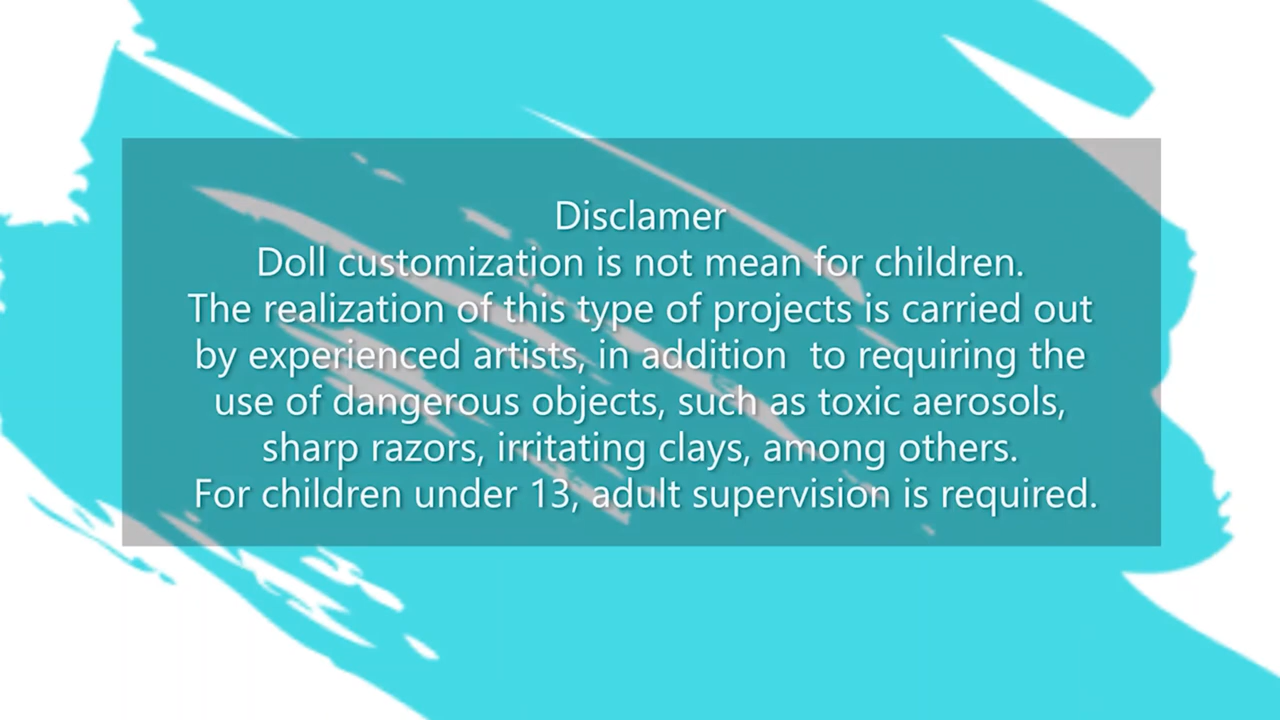 Disclamer
Doll customization is not mean for children.
The realization of this type of projects is carried out
by experienced artists, in addition  to requiring the
use of dangerous objects, such as toxic aerosols,
sharp razors, irritating clays, among others.
For children under 13, adult supervision is required.